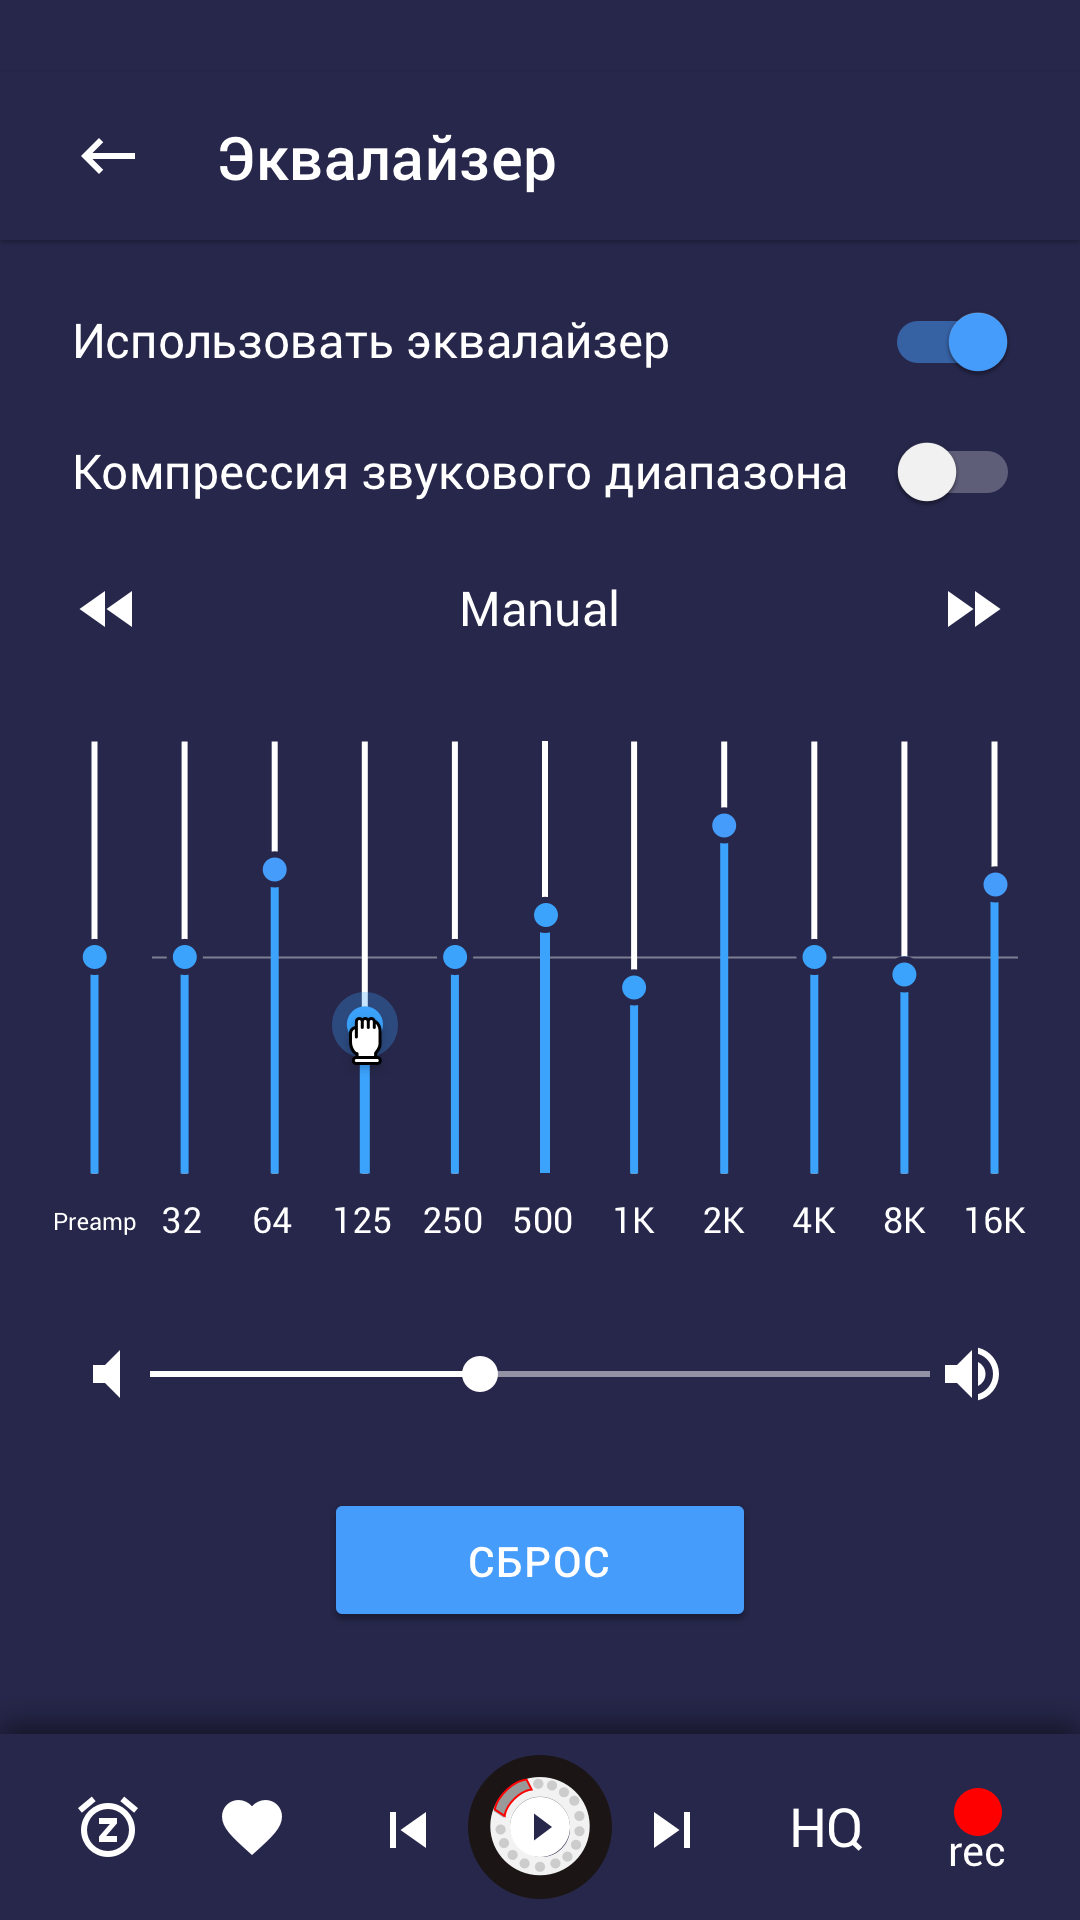 Эквалайзер
Использовать эквалайзер
Компрессия звукового диапазона
Manual
Preamp 32 64 125 250 500 1K 2K 4K 8K 16K
СБРОС
z HQ rec